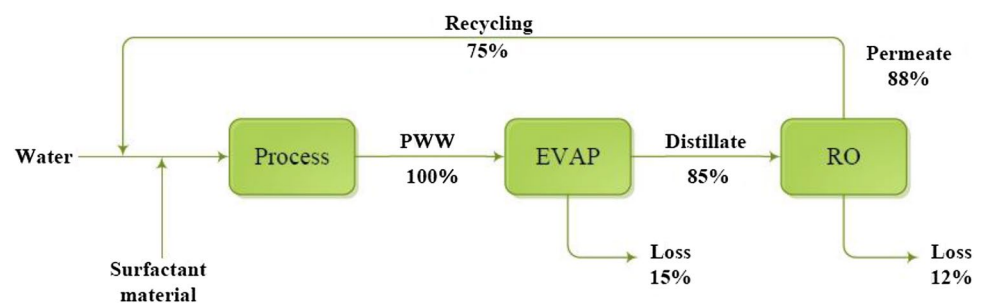 Recycling
75%
Permeate
88%
Water
Process
PWW
100%
EVAP
Distillate
85%
RO
Surfactant
material
Loss
15%
Loss
12%